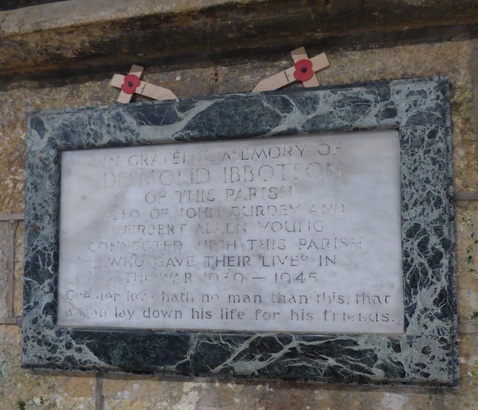 IN GRATEFUL MEMORY OF
DESMOND IBBOTSON
OF THIS PARISH
ALSO OF JOHN DURDEY AND
HERBERT ALLEN YOUNG
CONNECTED WITH THIS PARISH
WHO GAVE THEIR LIVES IN
THE WAR 1939 — 1945
Greater love hath no man than this, that
a man lay down his life for his friends.